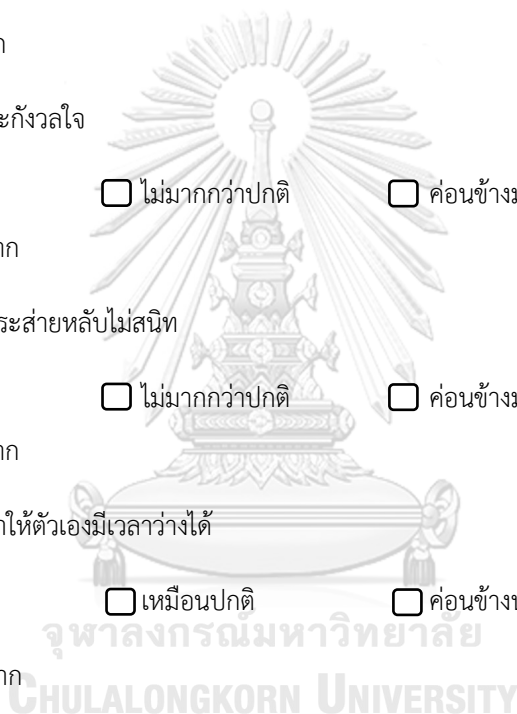 ะกังวลใจ
ไม่มากกว่าปกติ ค่อนข้างม
าก
ระส่ายหลับไม่สนิท
ไม่มากกว่าปกติ ค่อนข้างม
าก
าให้ตัวเองมีเวลาว่างได้
เหมือนปกติ ค่อนข้าง
จุฬาลงกรณ์มหาวิทยาลัย
าก
CHULALONGKORN UNIVERSITY